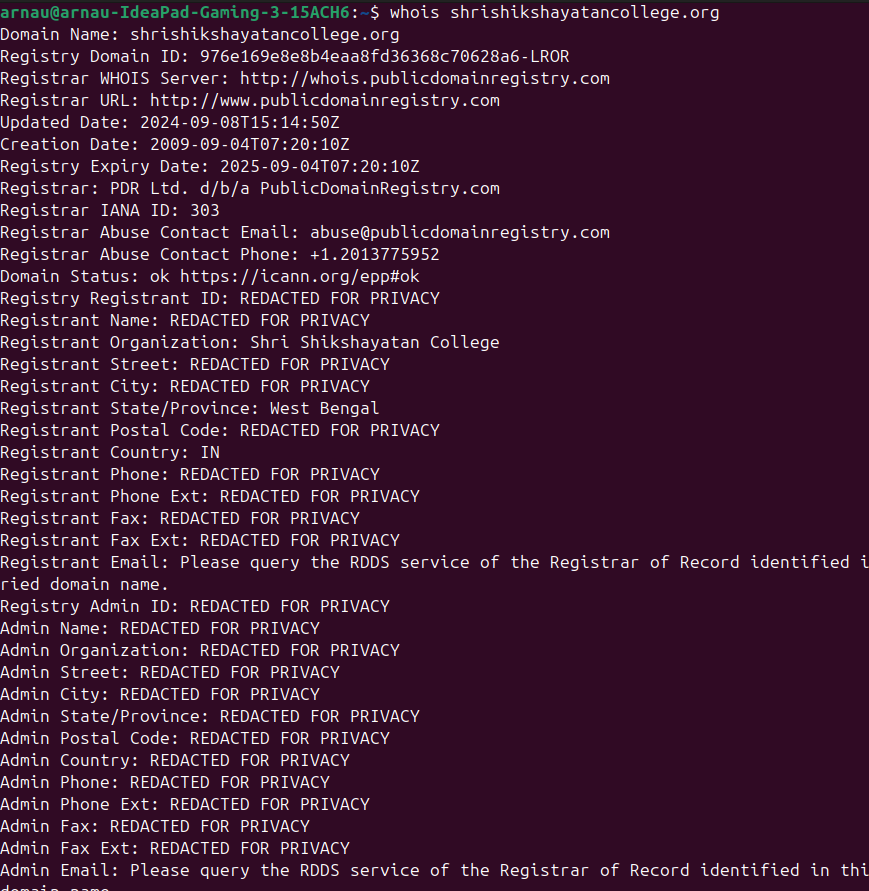 arnau@arnau-IdeaPad-Gaming-3-15ACH6:~$ whois shrishikshayatancollege.org
Domain Name: shrishikshayatancollege.org
Registry Domain ID: 976e169e8e8b4eaa8fd36368c70628a6-LROR
Registrar WHOIS Server: http://whois.publicdomainregistry.com
Registrar URL: http://www.publicdomainregistry.com
Updated Date: 2024-09-08T15:14:50Z
Creation Date: 2009-09-04T07:20:10Z
Registry Expiry Date: 2025-09-04T07:20:10Z
Registrar: PDR Ltd. d/b/a PublicDomainRegistry.com
Registrar IANA ID: 303
Registrar Abuse Contact Email: abuse@publicdomainregistry.com
Registrar Abuse Contact Phone: +1.2013775952
Domain Status: ok https://icann.org/epp#ok
Registry Registrant ID: REDACTED FOR PRIVACY
Registrant Name: REDACTED FOR PRIVACY
Registrant Organization: Shri Shikshayatan College
Registrant Street: REDACTED FOR PRIVACY
Registrant City: REDACTED FOR PRIVACY
Registrant State/Province: West Bengal
Registrant Postal Code: REDACTED FOR PRIVACY
Registrant Country: IN
Registrant Phone: REDACTED FOR PRIVACY
Registrant Phone Ext: REDACTED FOR PRIVACY
Registrant Fax: REDACTED FOR PRIVACY
Registrant Fax Ext: REDACTED FOR PRIVACY
Registrant Email: Please query the RDDS service of the Registrar of Record identified i
ried domain name.
Registry Admin ID: REDACTED FOR PRIVACY
Admin Name: REDACTED FOR PRIVACY
Admin Organization: REDACTED FOR PRIVACY
Admin Street: REDACTED FOR PRIVACY
Admin City: REDACTED FOR PRIVACY
Admin State/Province: REDACTED FOR PRIVACY
Admin Postal Code: REDACTED FOR PRIVACY
Admin Country: REDACTED FOR PRIVACY
Admin Phone: REDACTED FOR PRIVACY
Admin Phone Ext: REDACTED FOR PRIVACY
Admin Fax: REDACTED FOR PRIVACY
Admin Fax Ext: REDACTED FOR PRIVACY
Admin Email: Please query the RDDS service of the Registrar of Record identified in thi
domain name